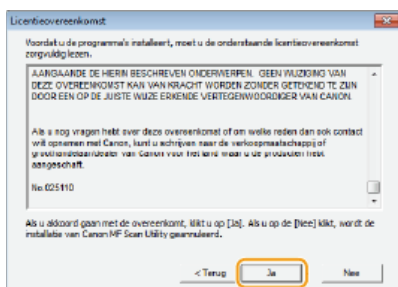 Licentieovereenkomst
Voordat u de programma's installeert, moet u de onderstaande licentieovereenkomst
zorgvuldig lezen.
AANGAANDE DE HIERIN BESCHREVEN ONDERWERPEN. GEEN WIJZIGING VAN
DEZE OVEREENKOMST KAN VAN KRACHT WORDEN ZONDER GETEKEND TE ZIJN
DOOR EEN OP DE JUISTE WIJZE ERKENDE VERTEGENWOORDIGER VAN CANON.
Als u nog vragen hebt over deze overeenkomst of om welke reden dan ook contact
wilt opnemen met Canon, kunt u schrijven naar de verkoopmaatschappij of
groothandelaar/dealer van Canon voor het land waar u de producten hebt
aangeschaft.
No.025110
Als u akkoord gaan met de overeenkomt, klikt u op [Ja]. Als u op de [Nee] klikt, wordt de
installatie van Canon MF Scan Utility geannuleerd.
< Terug
Ja
Nee